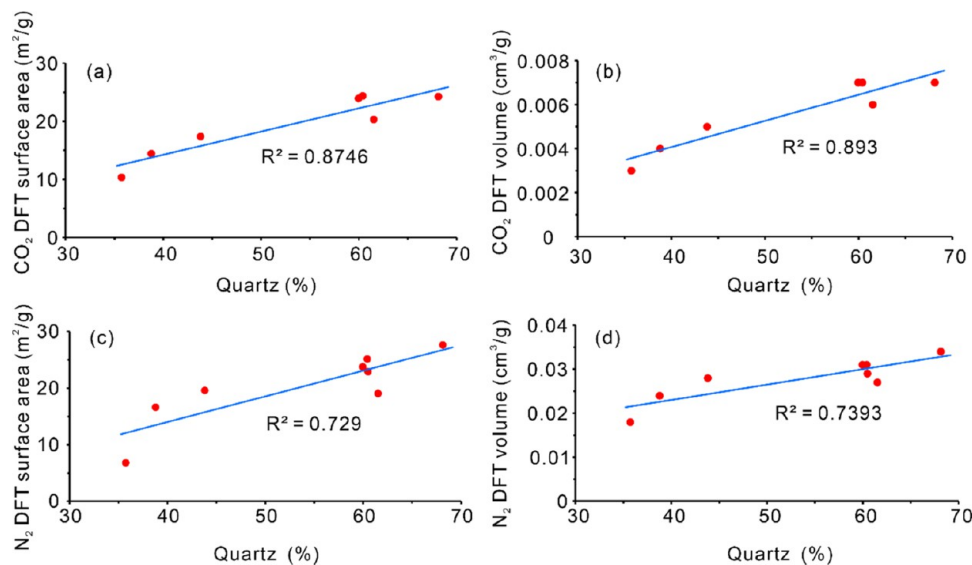 (a)
CO₂ DFT surface area (m²/g)
30
20
10
0
R² = 0.8746
30 40 50 60 70
Quartz (%)
(b)
CO₂ DFT volume (cm³/g)
0.008
0.006
0.004
0.002
0
R² = 0.893
30 40 50 60 70
Quartz (%)
(c)
N₂ DFT surface area (m²/g)
30
20
10
0
R² = 0.729
30 40 50 60 70
Quartz (%)
(d)
N₂ DFT volume (cm³/g)
0.04
0.03
0.02
0.01
0
R² = 0.7393
30 40 50 60 70
Quartz (%)